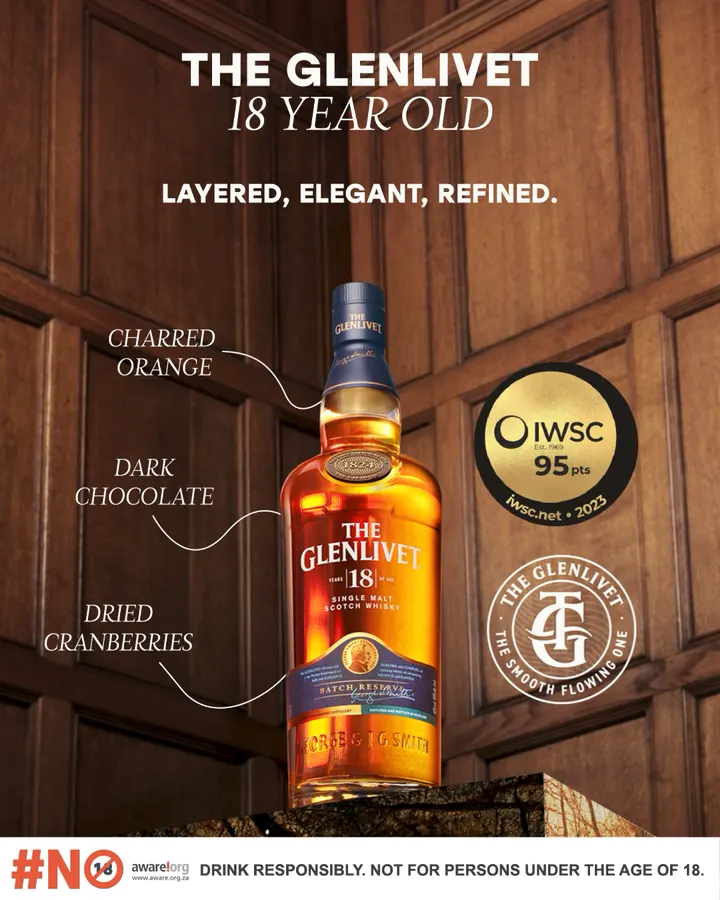 THE GLENLIVET
18 YEAR OLD
LAYERED, ELEGANT, REFINED.
CHARRED
ORANGE
DARK
CHOCOLATE
DRIED
CRANBERRIES
THE
GLENLIVET
1824
THE
GLENLIVET
YEARS 18 OF AGE
SINGLE MALT
SCOTCH WHISKY
BATCH RESERVE
George Smith
GEORGE & J G SMITH
IWSC
Est. 1969
95 pts
iwsc.net • 2023
THE GLENLIVET
TG
THE SMOOTH FLOWING ONE
#NO 18
aware!org
www.aware.org.za
DRINK RESPONSIBLY. NOT FOR PERSONS UNDER THE AGE OF 18.